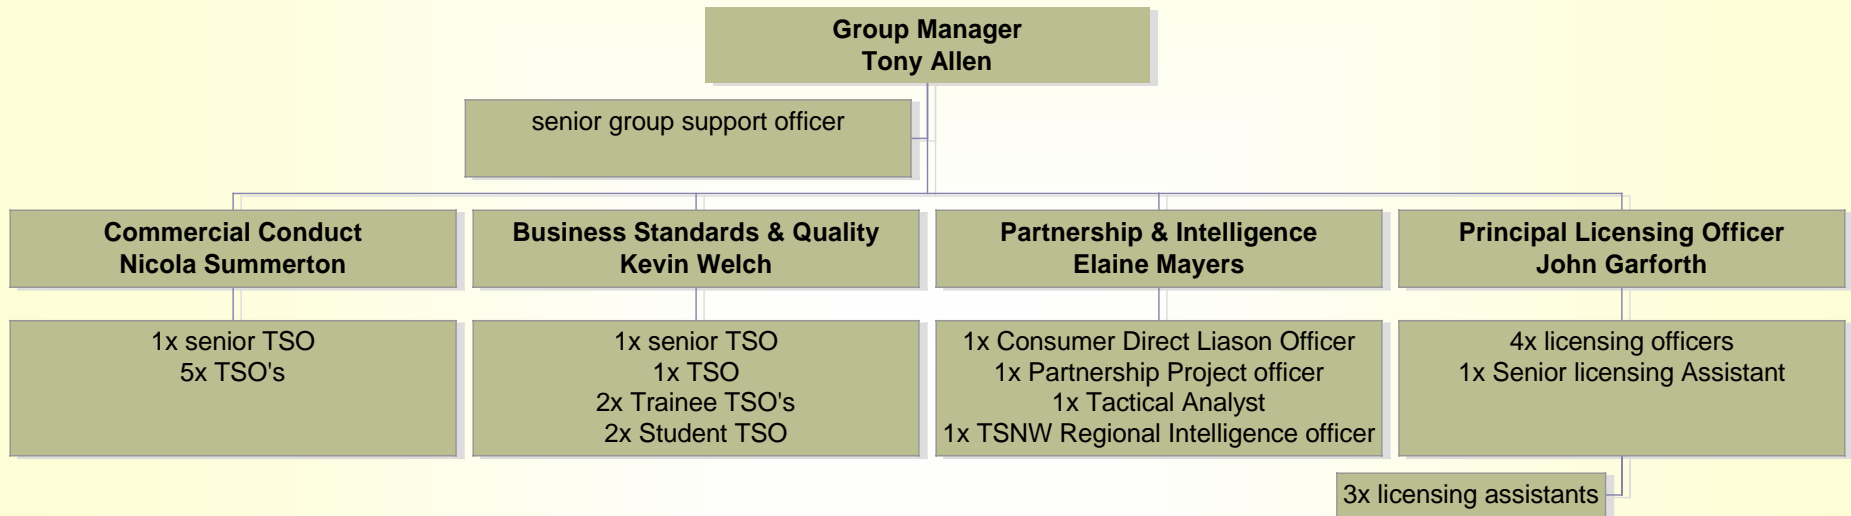 Group Manager
Tony Allen
senior group support officer
Commercial Conduct
Nicola Summerton
Business Standards & Quality
Kevin Welch
Partnership & Intelligence
Elaine Mayers
Principal Licensing Officer
John Garforth
1x senior TSO
5x TSO's
1x senior TSO
1x TSO
2x Trainee TSO's
2x Student TSO
1x Consumer Direct Liason Officer
1x Partnership Project officer
1x Tactical Analyst
1x TSNW Regional Intelligence officer
4x licensing officers
1x Senior licensing Assistant
3x licensing assistants